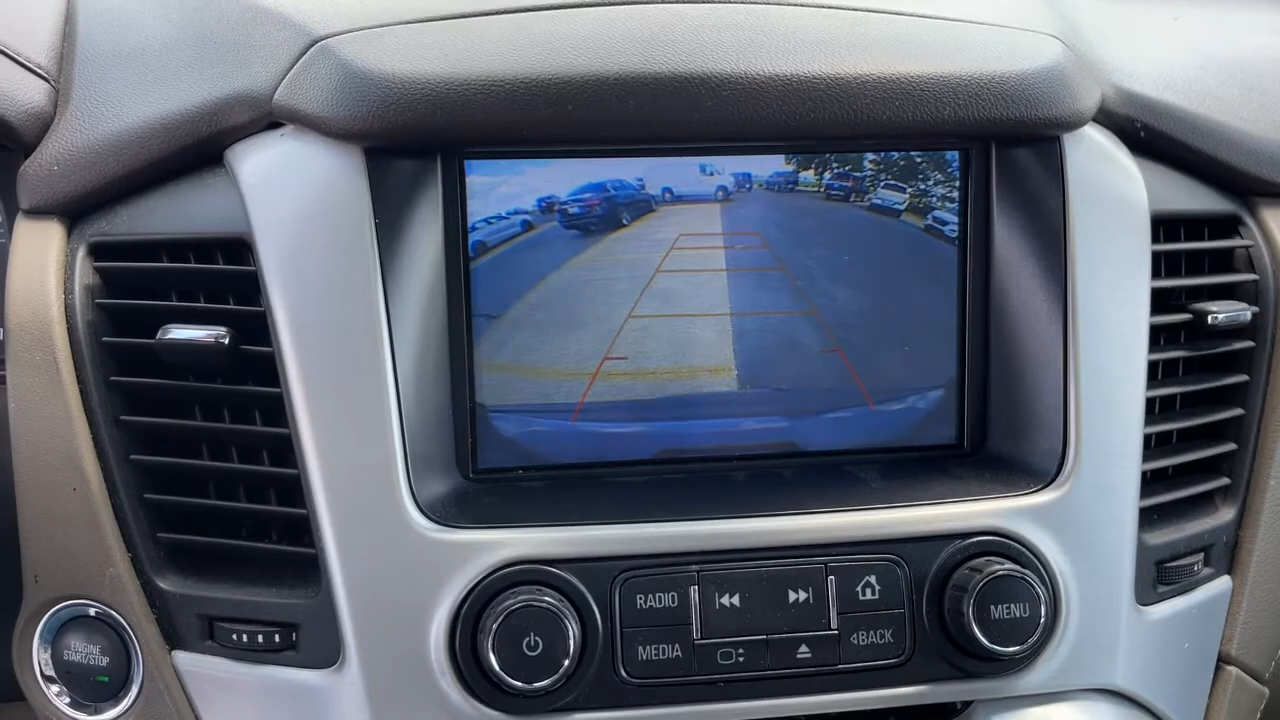 RADIO
MEDIA
◁BACK
MENU
ENGINE
START/STOP